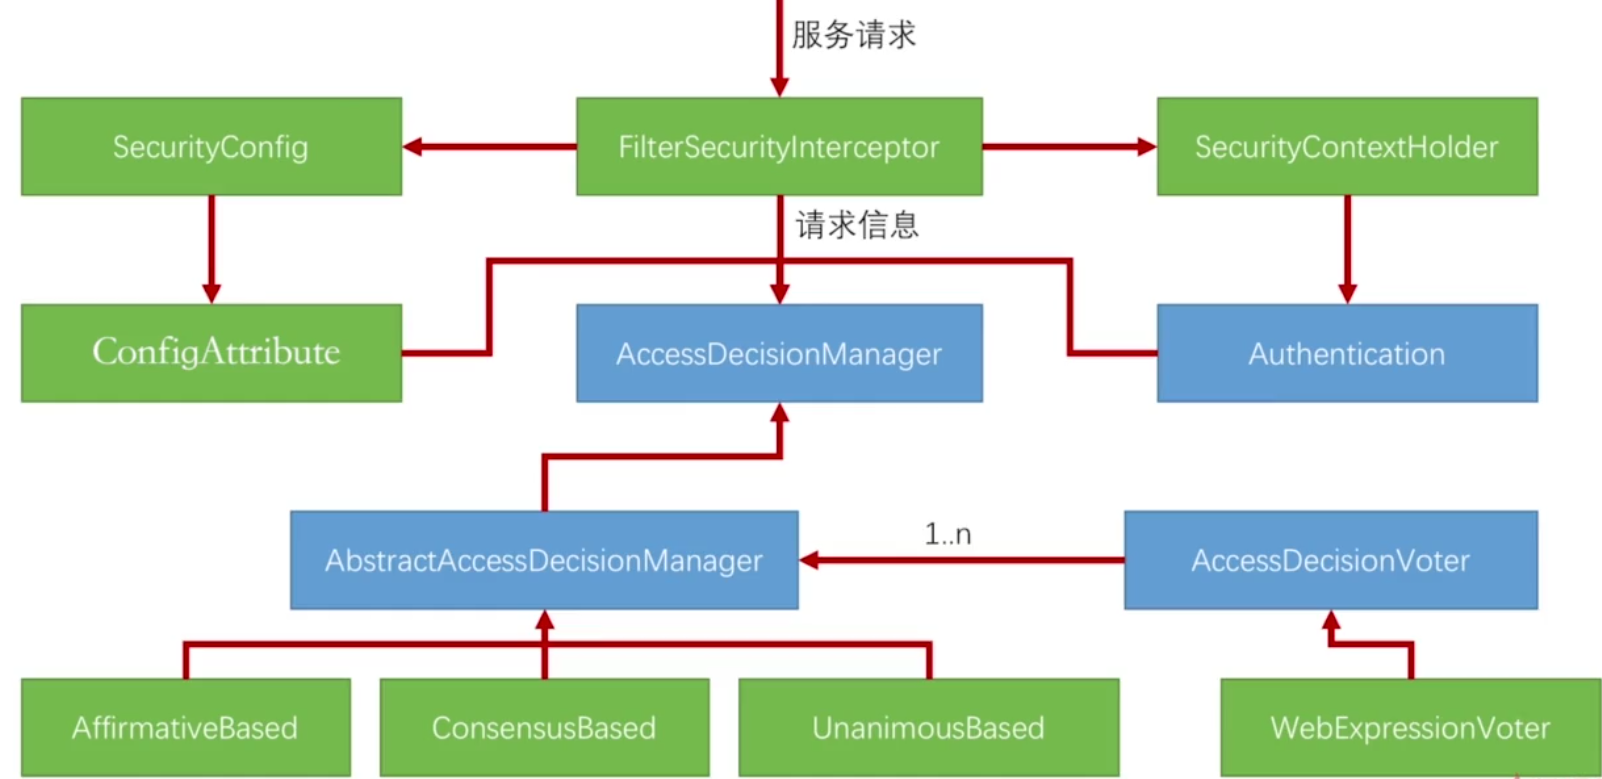 服务请求
SecurityConfig
FilterSecurityInterceptor
SecurityContextHolder
请求信息
ConfigAttribute
AccessDecisionManager
Authentication
1..n
AbstractAccessDecisionManager
AccessDecisionVoter
AffirmativeBased
ConsensusBased
UnanimousBased
WebExpressionVoter